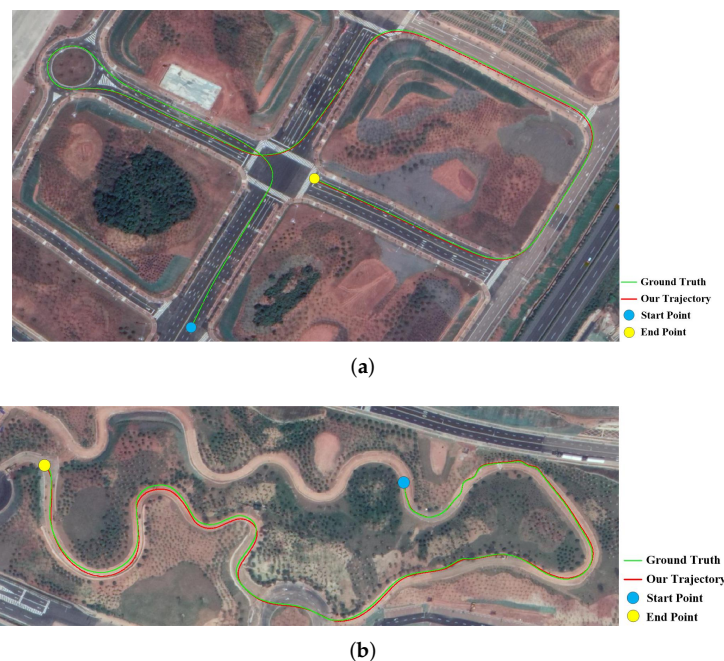 Ground Truth
Our Trajectory
Start Point
End Point
(a)
Ground Truth
Our Trajectory
Start Point
End Point
(b)